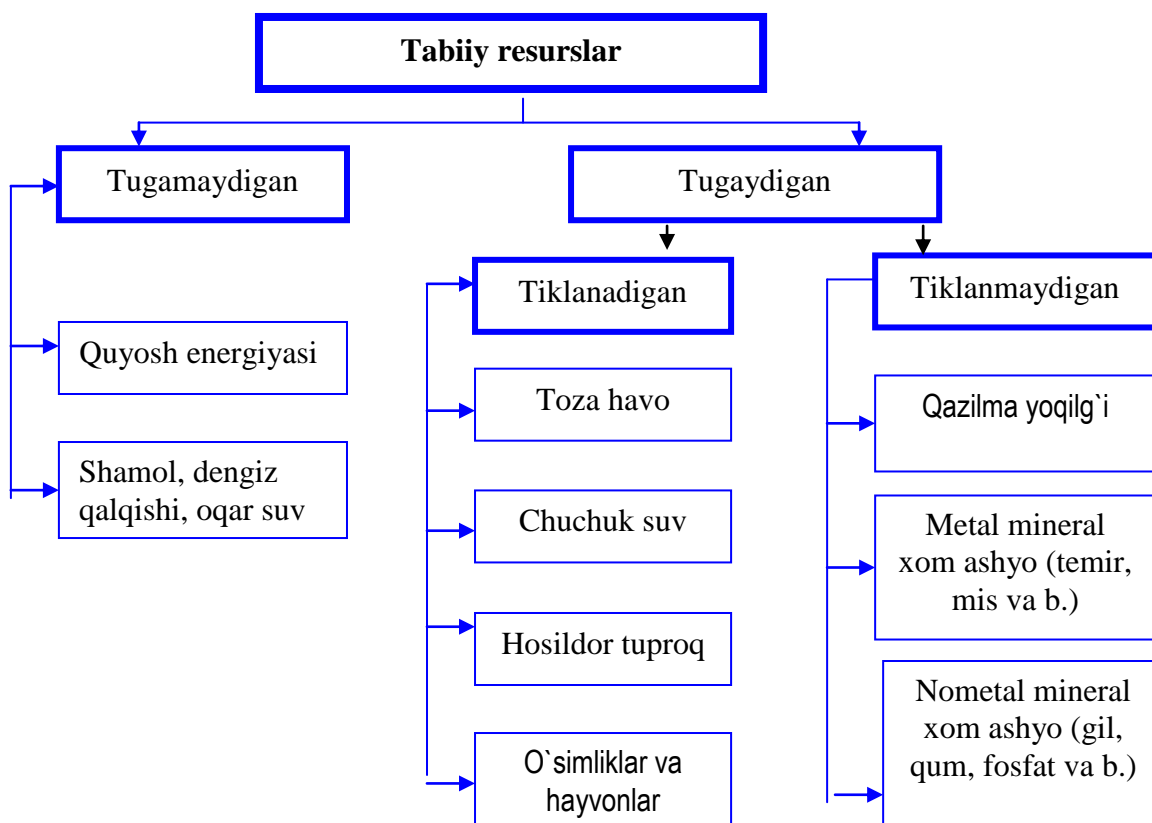 Tabiiy resurslar
Tugamaydigan
Tugaydigan
Tiklanadigan
Tiklanmaydigan
Quyosh energiyasi
Shamol, dengiz
qalqishi, oqar suv
Toza havo
Chuchuk suv
Hosildor tuproq
O`simliklar va
hayvonlar
Qazilma yoqilg`i
Metal mineral
xom ashyo (temir,
mis va b.)
Nometal mineral
xom ashyo (gil,
qum, fosfat va b.)